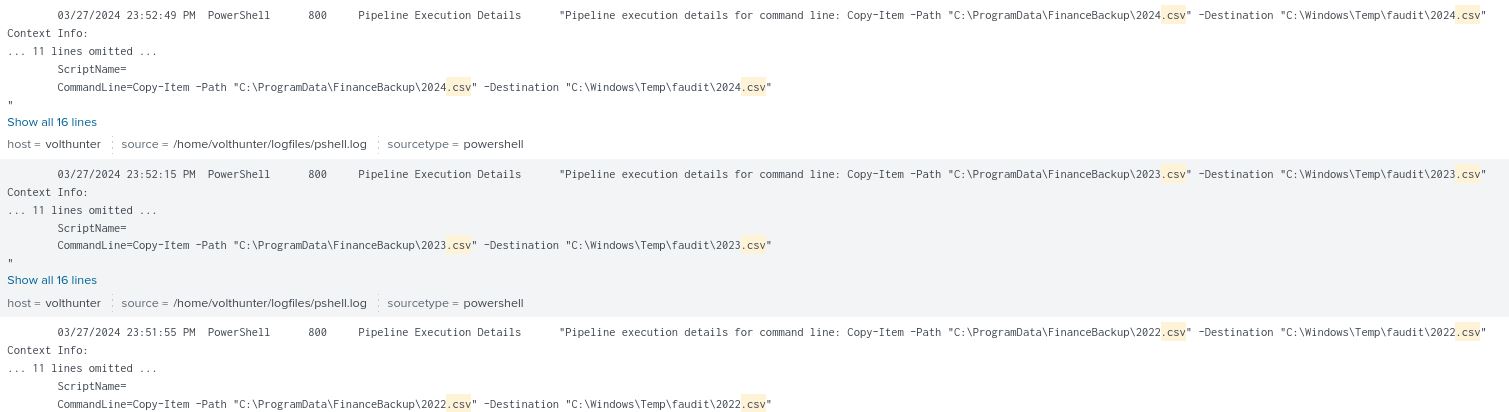 03/27/2024 23:52:49 PM PowerShell 800 Pipeline Execution Details "Pipeline execution details for command line: Copy-Item -Path "C:\ProgramData\FinanceBackup\2024.csv" -Destination "C:\Windows\Temp\faudit\2024.csv"
Context Info:
... 11 lines omitted ...
ScriptName=
CommandLine=Copy-Item -Path "C:\ProgramData\FinanceBackup\2024.csv" -Destination "C:\Windows\Temp\faudit\2024.csv"
"
Show all 16 lines
host = volthunter source = /home/volthunter/logfiles/pshell.log sourcetype = powershell
03/27/2024 23:52:15 PM PowerShell 800 Pipeline Execution Details "Pipeline execution details for command line: Copy-Item -Path "C:\ProgramData\FinanceBackup\2023.csv" -Destination "C:\Windows\Temp\faudit\2023.csv"
Context Info:
... 11 lines omitted ...
ScriptName=
CommandLine=Copy-Item -Path "C:\ProgramData\FinanceBackup\2023.csv" -Destination "C:\Windows\Temp\faudit\2023.csv"
"
Show all 16 lines
host = volthunter source = /home/volthunter/logfiles/pshell.log sourcetype = powershell
03/27/2024 23:51:55 PM PowerShell 800 Pipeline Execution Details "Pipeline execution details for command line: Copy-Item -Path "C:\ProgramData\FinanceBackup\2022.csv" -Destination "C:\Windows\Temp\faudit\2022.csv"
Context Info:
... 11 lines omitted ...
ScriptName=
CommandLine=Copy-Item -Path "C:\ProgramData\FinanceBackup\2022.csv" -Destination "C:\Windows\Temp\faudit\2022.csv"